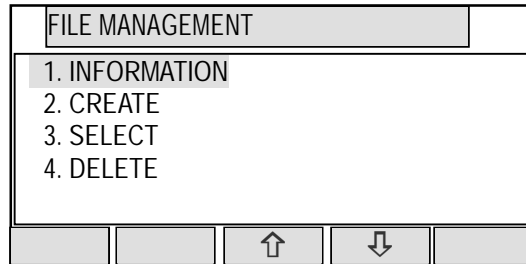 FILE MANAGEMENT
1. INFORMATION
2. CREATE
3. SELECT
4. DELETE